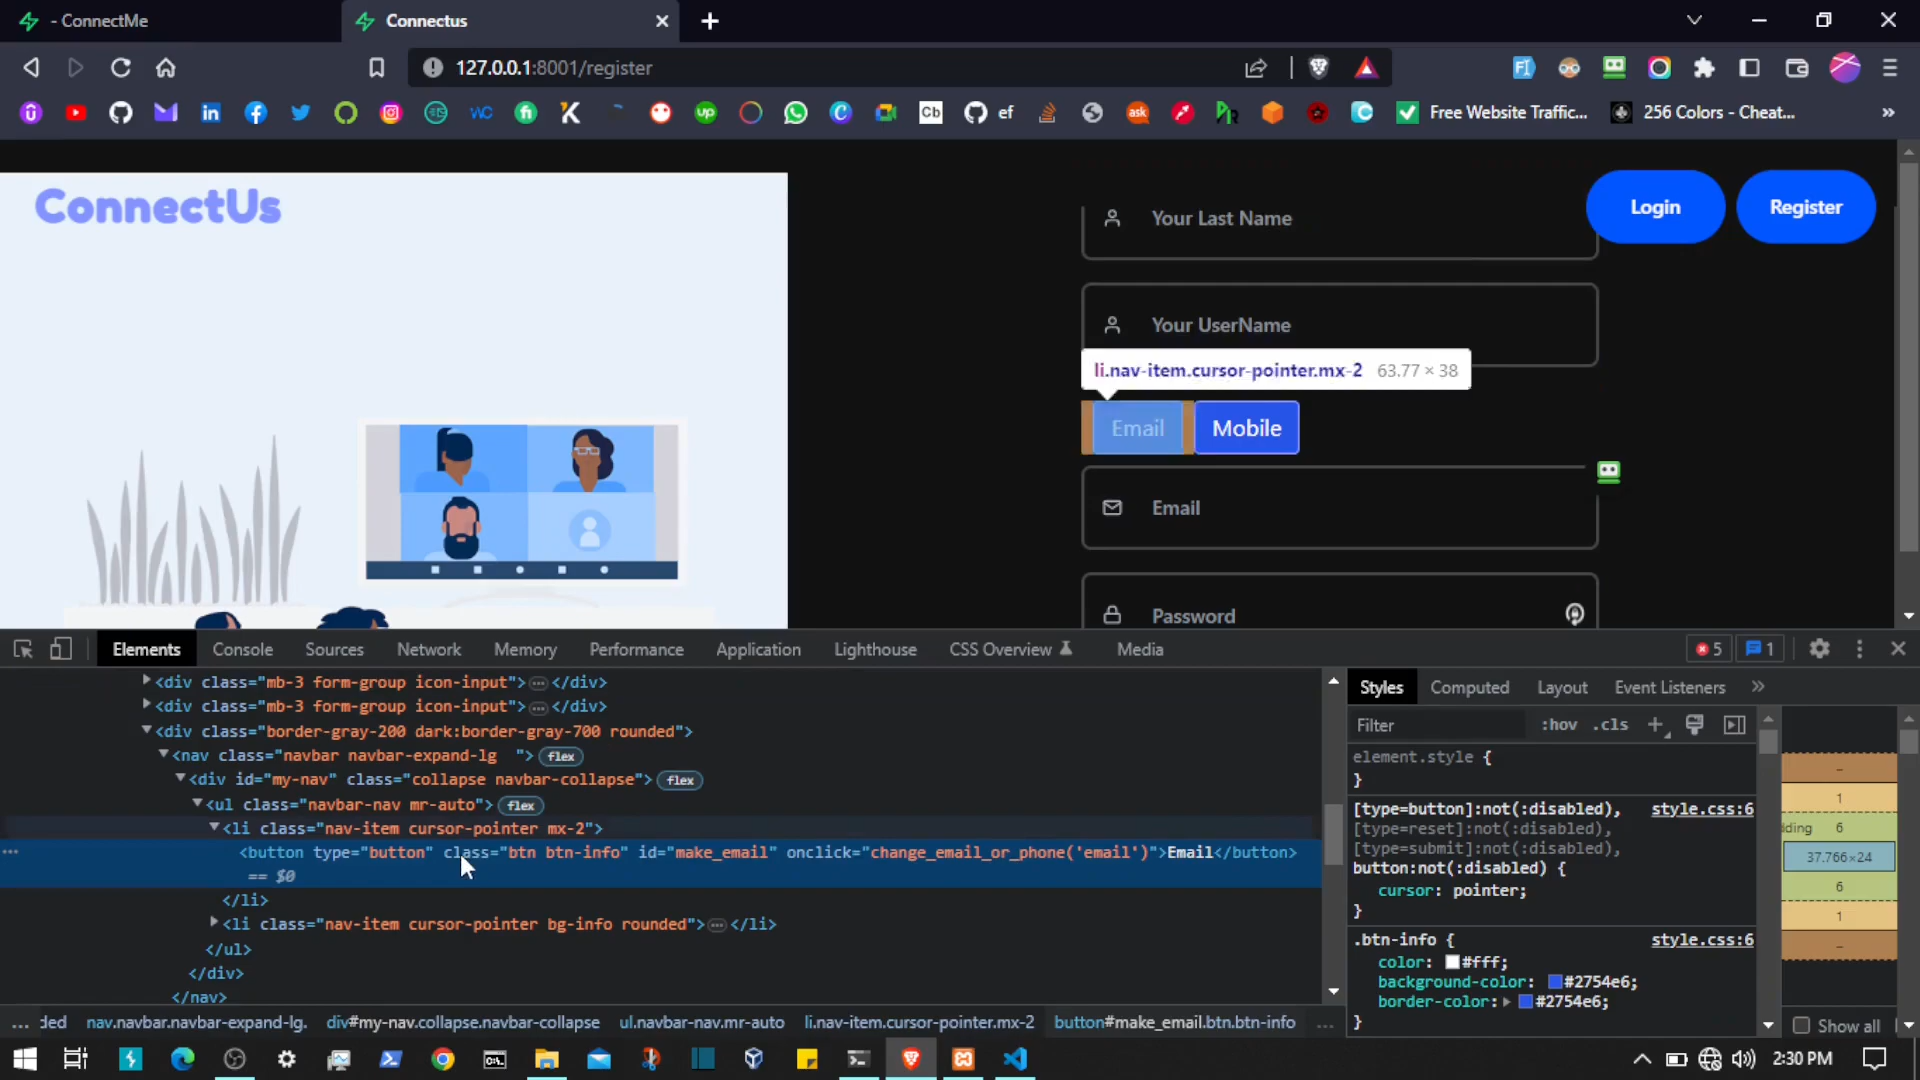 - ConnectMe
Connectus
127.0.0.1:8001/register
ef
Free Website Traffic...
256 Colors - Cheat...
»
ConnectUs
Your Last Name
Login
Register
Your UserName
li.nav-item.cursor-pointer.mx-2 63.77 × 38
Email
Mobile
Email
Password
Elements
Console
Sources
Network
Memory
Performance
Application
Lighthouse
CSS Overview
Media
5
1
<div class="mb-3 form-group icon-input">⋯</div>
<div class="mb-3 form-group icon-input">⋯</div>
<div class="border-gray-200 dark:border-gray-700 rounded">
<nav class="navbar navbar-expand-lg  "> flex
<div id="my-nav" class="collapse navbar-collapse"> flex
<ul class="navbar-nav mr-auto"> flex
<li class="nav-item cursor-pointer mx-2">
<button type="button" class="btn btn-info" id="make_email" onclick="change_email_or_phone('email')">Email</button>
== $0
</li>
<li class="nav-item cursor-pointer bg-info rounded">⋯</li>
</ul>
</div>
</nav>
... ded nav.navbar.navbar-expand-lg. div#my-nav.collapse.navbar-collapse ul.navbar-nav.mr-auto li.nav-item.cursor-pointer.mx-2 button#make_email.btn.btn-info ...
Styles
Computed
Layout
Event Listeners
»
Filter
:hov .cls +
element.style {
}
[type=button]:not(:disabled), style.css:6
[type=reset]:not(:disabled),
[type=submit]:not(:disabled),
button:not(:disabled) {
cursor: pointer;
}
.btn-info { style.css:6
color: #fff;
background-color: #2754e6;
border-color: #2754e6;
}
-
1
dding 6
37.766×24
6
1
-
Show all
2:30 PM